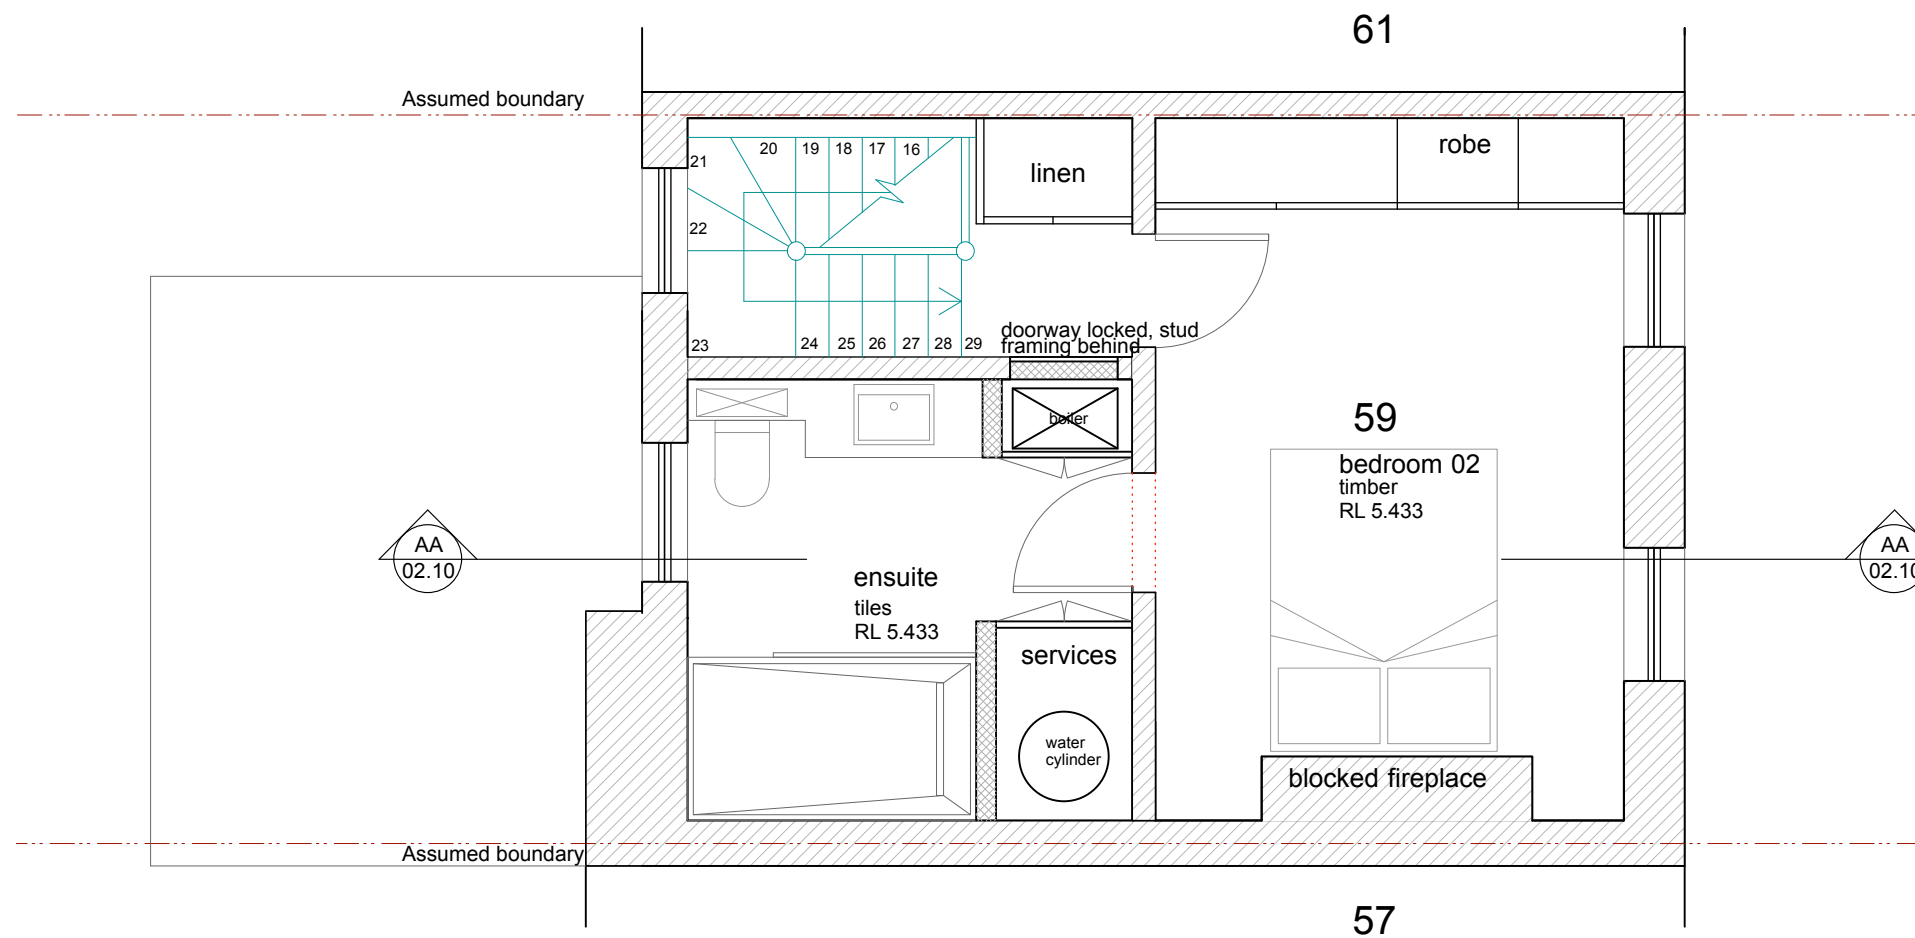 61
Assumed boundary
robe
linen
20
19
18
17
16
21
22
23
24
25
26
27
28
29
doorway locked, stud
framing behind
boiler
59
bedroom 02
timber
RL 5.433
AA
02.10
AA
02.10
ensuite
tiles
RL 5.433
services
water
cylinder
blocked fireplace
Assumed boundary
57